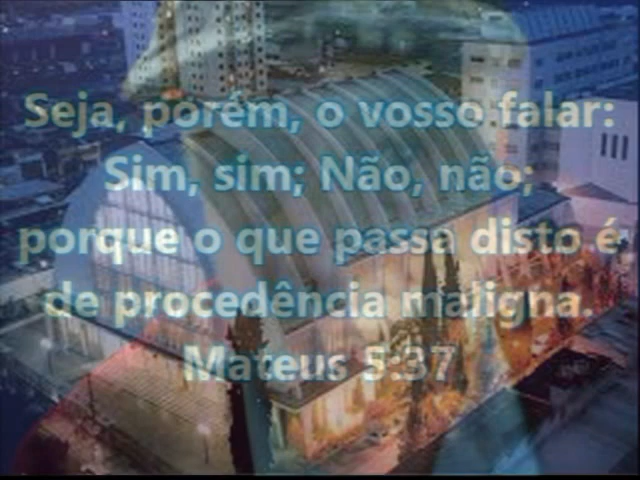 Seja, porém, o vosso falar:
Sim, sim; Não, não;
porque o que passa disto é
de procedência maligna.
Mateus 5:37